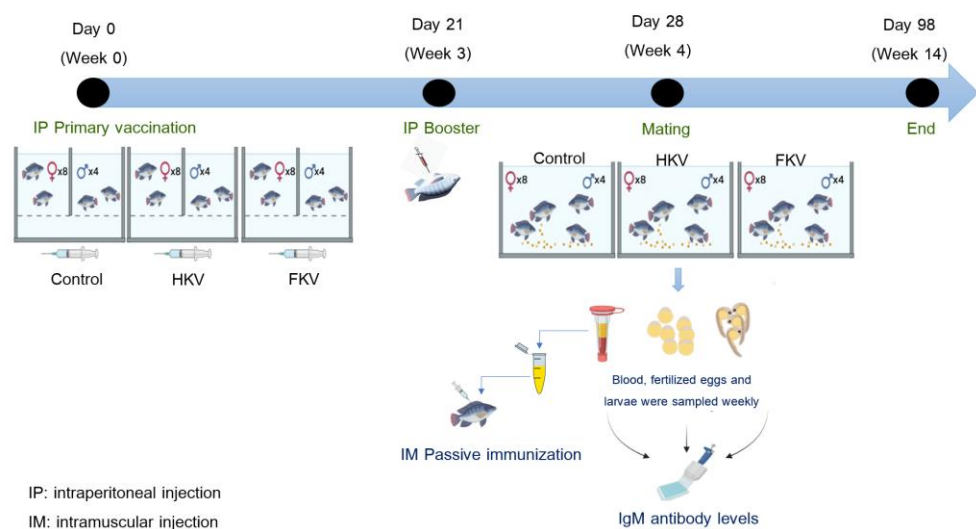 Day 0
(Week 0)
Day 21
(Week 3)
Day 28
(Week 4)
Day 98
(Week 14)
IP Primary vaccination
IP Booster
Mating
End
♀x8
♂x4
♀x8
♂x4
♀x8
♂x4
Control
HKV
FKV
Control
HKV
FKV
♀x8
♂x4
♀x8
♂x4
♀x8
♂x4
Blood, fertilized eggs and
larvae were sampled weekly
IM Passive immunization
IgM antibody levels
IP: intraperitoneal injection
IM: intramuscular injection